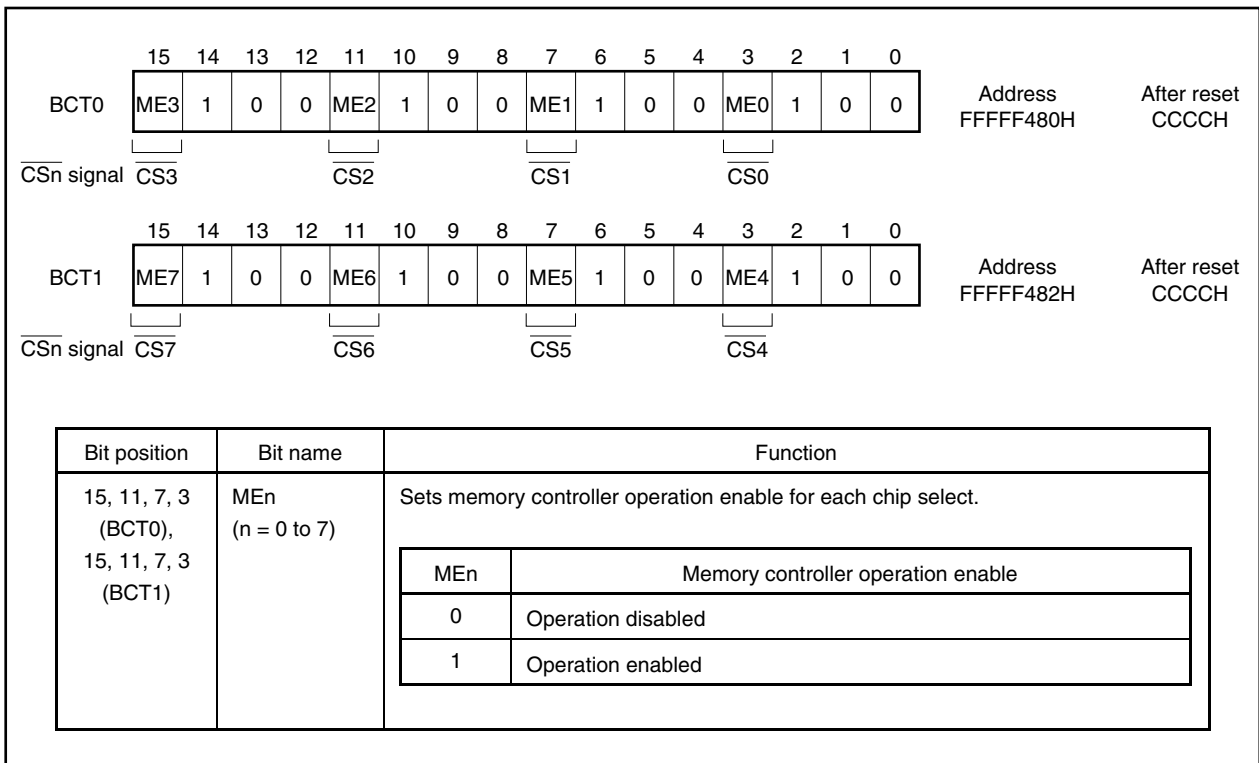 15 14 13 12 11 10 9 8 7 6 5 4 3 2 1 0
BCT0 ME3 1 0 0 ME2 1 0 0 ME1 1 0 0 ME0 1 0 0 Address FFFFF480H After reset CCCCH
CSn signal CS3 CS2 CS1 CS0
15 14 13 12 11 10 9 8 7 6 5 4 3 2 1 0
BCT1 ME7 1 0 0 ME6 1 0 0 ME5 1 0 0 ME4 1 0 0 Address FFFFF482H After reset CCCCH
CSn signal CS7 CS6 CS5 CS4
Bit position Bit name Function
15, 11, 7, 3 (BCT0), 15, 11, 7, 3 (BCT1)
MEn (n = 0 to 7)
Sets memory controller operation enable for each chip select.
MEn Memory controller operation enable
0 Operation disabled
1 Operation enabled